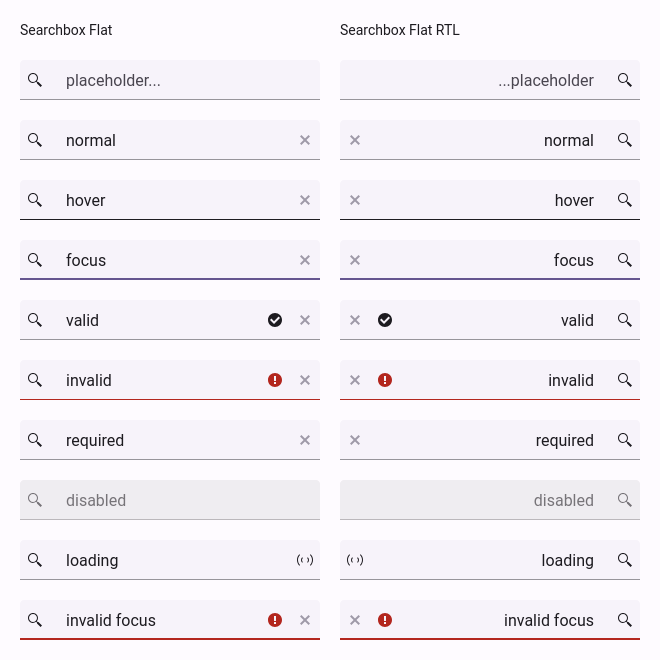 Searchbox Flat
placeholder...
normal
hover
focus
valid
invalid
required
disabled
loading
invalid focus
Searchbox Flat RTL
...placeholder
normal
hover
focus
valid
invalid
required
disabled
loading
invalid focus